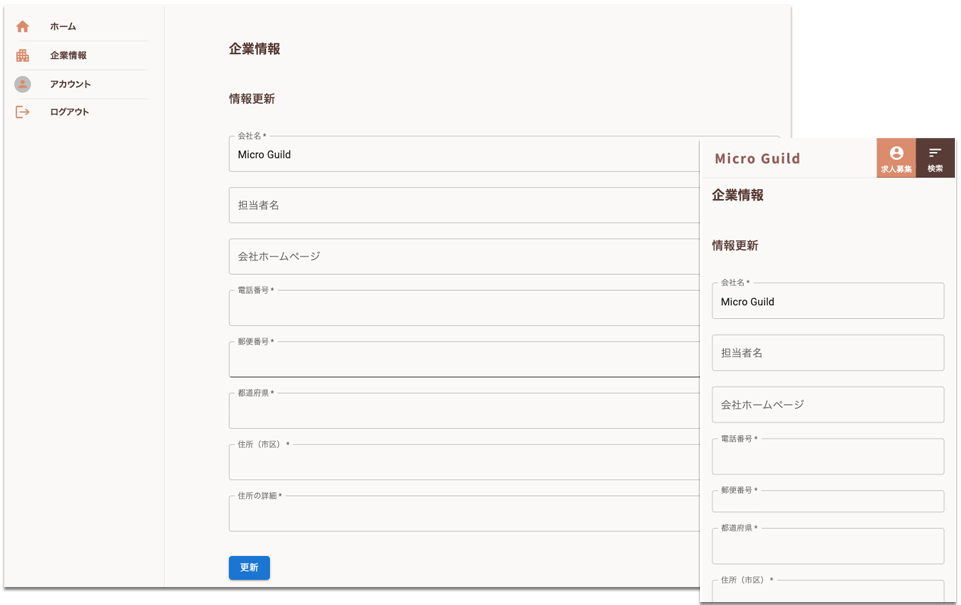 ホーム
企業情報
アカウント
ログアウト
企業情報
情報更新
会社名 *
Micro Guild
担当者名
会社ホームページ
電話番号 *
郵便番号 *
都道府県 *
住所（市区） *
住所の詳細 *
更新
Micro Guild
求人募集
検索
企業情報
情報更新
会社名 *
Micro Guild
担当者名
会社ホームページ
電話番号 *
郵便番号 *
都道府県 *
住所（市区） *